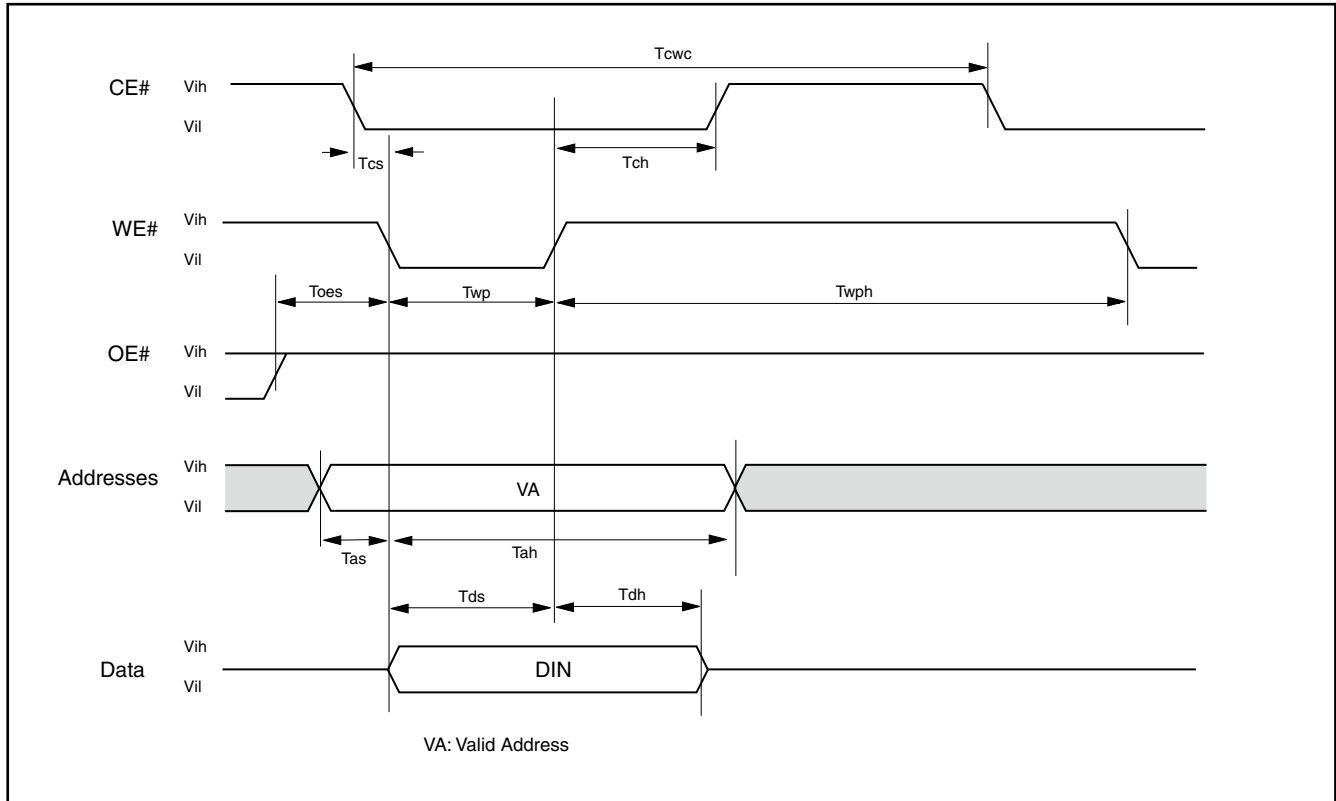 Tcwc
CE# Vih
Vil
Tcs Tch
WE# Vih
Vil
Toes Twp Twph
OE# Vih
Vil
Addresses Vih
VA
Vil
Tas Tah
Tds Tdh
Data Vih
DIN
Vil
VA: Valid Address